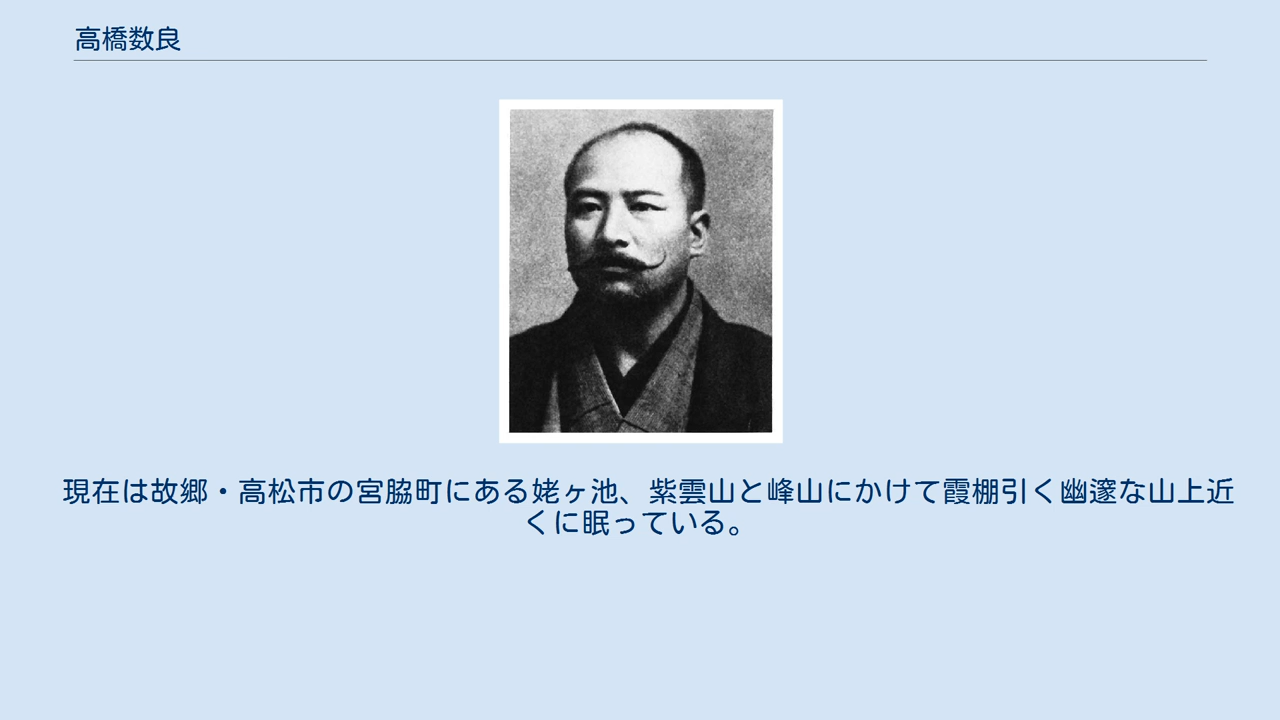 高橋数良
現在は故郷・高松市の宮脇町にある姥ヶ池、紫雲山と峰山にかけて霞棚引く幽邃な山上近
くに眠っている。